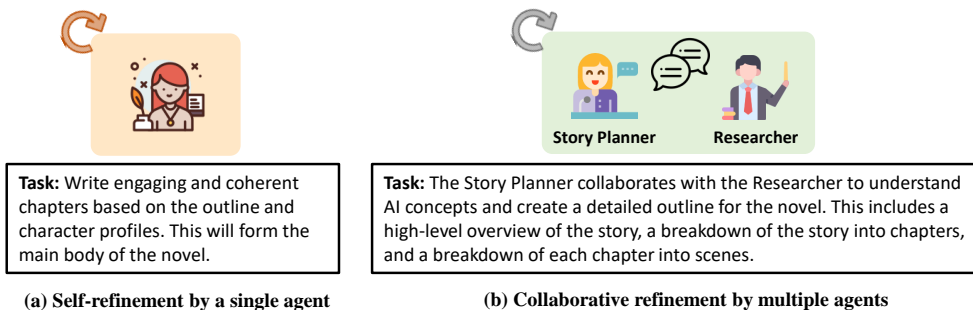 Story Planner
Researcher
Task: Write engaging and coherent
chapters based on the outline and
character profiles. This will form the
main body of the novel.
Task: The Story Planner collaborates with the Researcher to understand
AI concepts and create a detailed outline for the novel. This includes a
high-level overview of the story, a breakdown of the story into chapters,
and a breakdown of each chapter into scenes.
(a) Self-refinement by a single agent
(b) Collaborative refinement by multiple agents